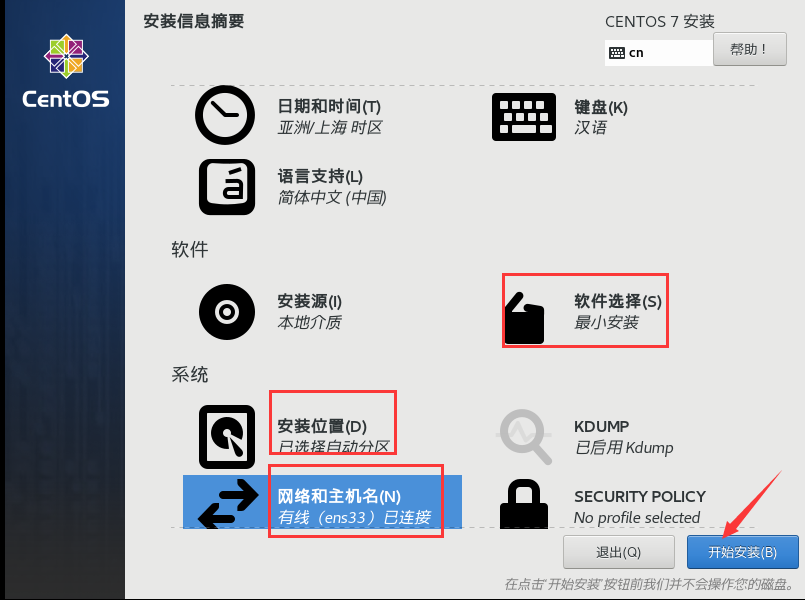 安装信息摘要
CENTOS 7 安装
cn
帮助！
CentOS
日期和时间(T)
亚洲/上海 时区
键盘(K)
汉语
á
语言支持(L)
简体中文 (中国)
软件
安装源(I)
本地介质
软件选择(S)
最小安装
系统
安装位置(D)
已选择自动分区
KDUMP
已启用 Kdump
网络和主机名(N)
有线（ens33）已连接
SECURITY POLICY
No profile selected
退出(Q)
开始安装(B)
在点击'开始安装'按钮前我们并不会操作您的磁盘。